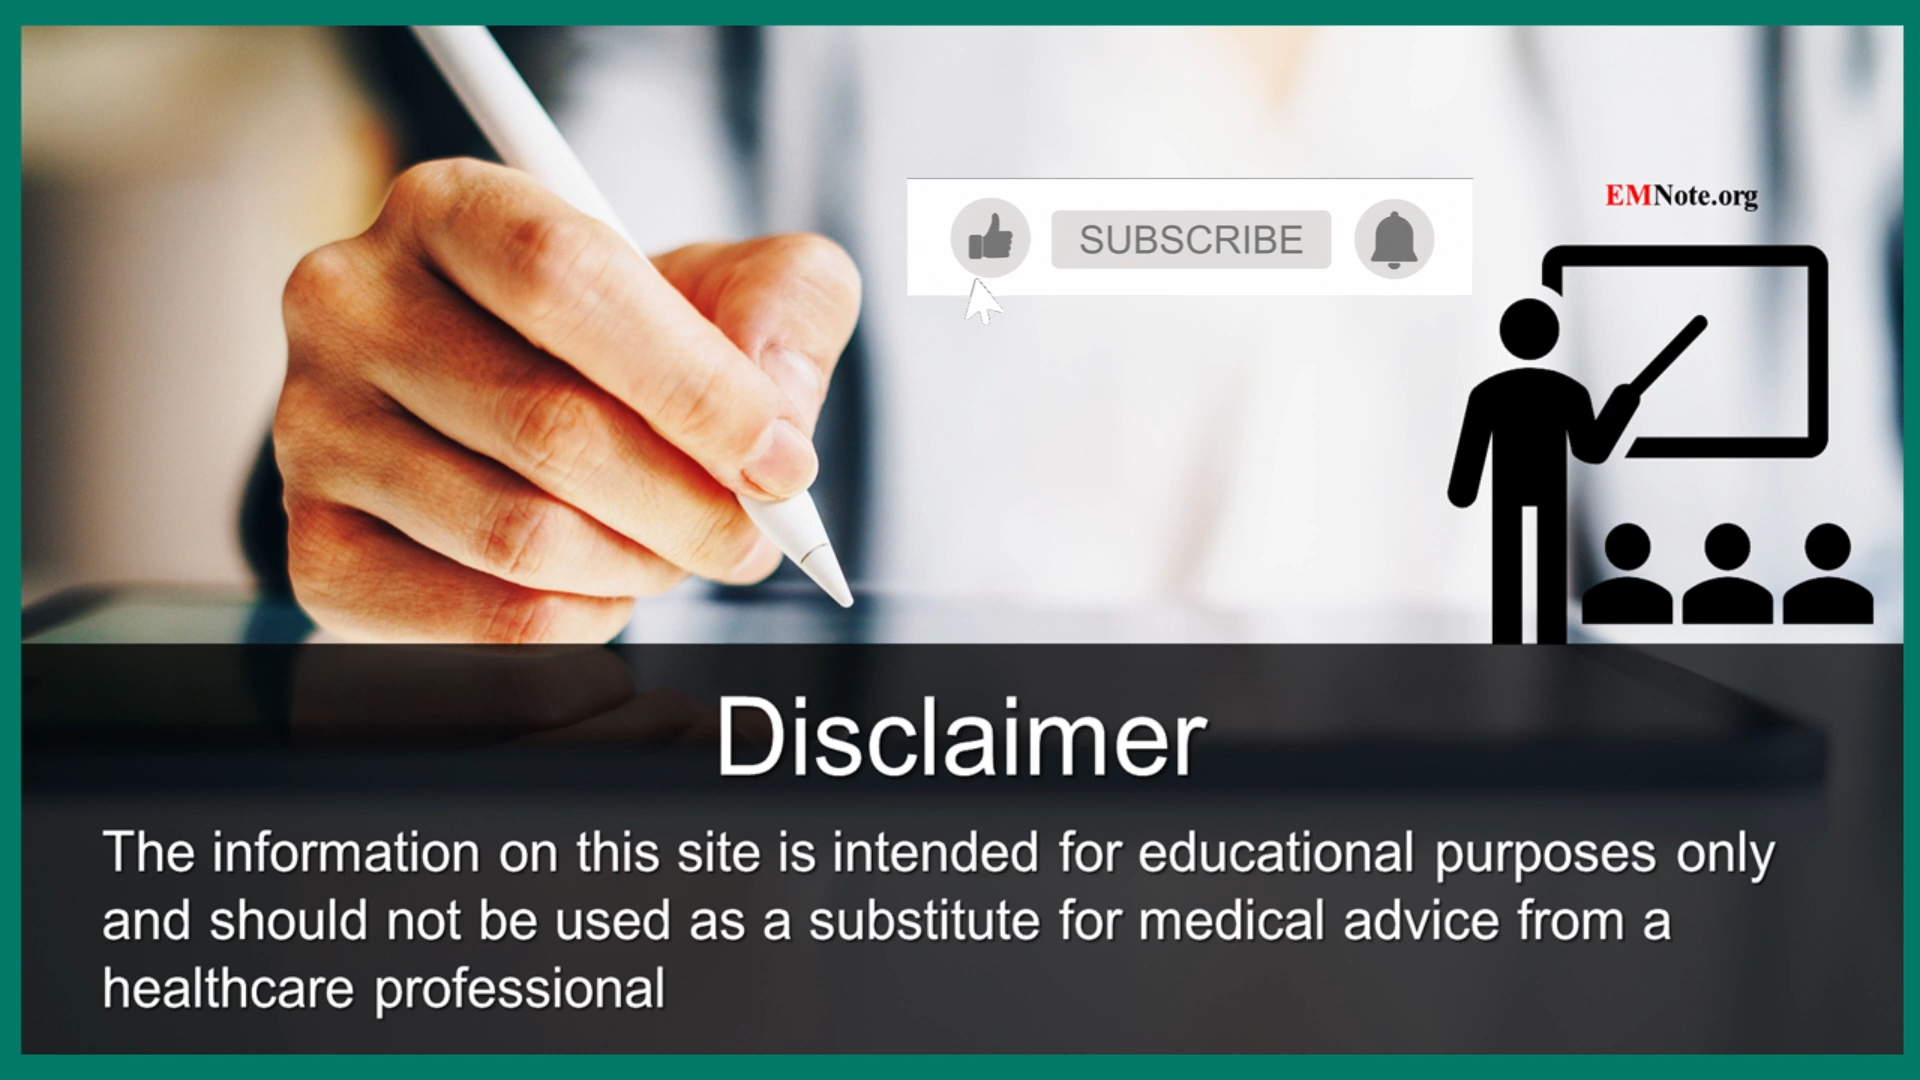 SUBSCRIBE
EMNote.org
Disclaimer
The information on this site is intended for educational purposes only
and should not be used as a substitute for medical advice from a
healthcare professional